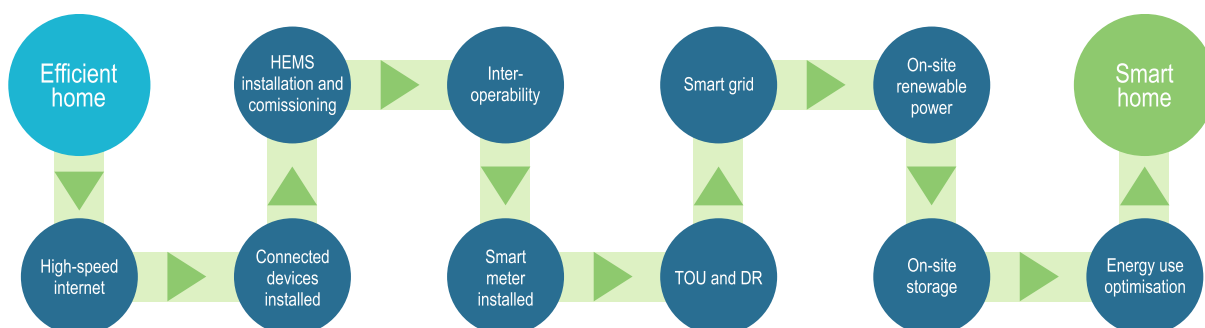 Efficient
home
High-speed
internet
Connected
devices
installed
HEMS
installation and
comissioning
Inter-
operability
Smart
meter
installed
TOU and DR
Smart grid
On-site
renewable
power
On-site
storage
Energy use
optimisation
Smart
home